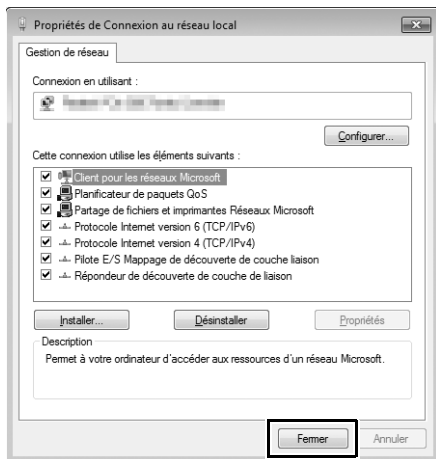 Propriétés de Connexion au réseau local
Gestion de réseau
Connexion en utilisant :
Configurer...
Cette connexion utilise les éléments suivants :
Client pour les réseaux Microsoft
Planificateur de paquets QoS
Partage de fichiers et imprimantes Réseaux Microsoft
Protocole Internet version 6 (TCP/IPv6)
Protocole Internet version 4 (TCP/IPv4)
Pilote E/S Mappage de découverte de couche liaison
Répondeur de découverte de couche de liaison
Installer... Désinstaller Propriétés
Description
Permet à votre ordinateur d'accéder aux ressources d'un réseau Microsoft.
Fermer Annuler